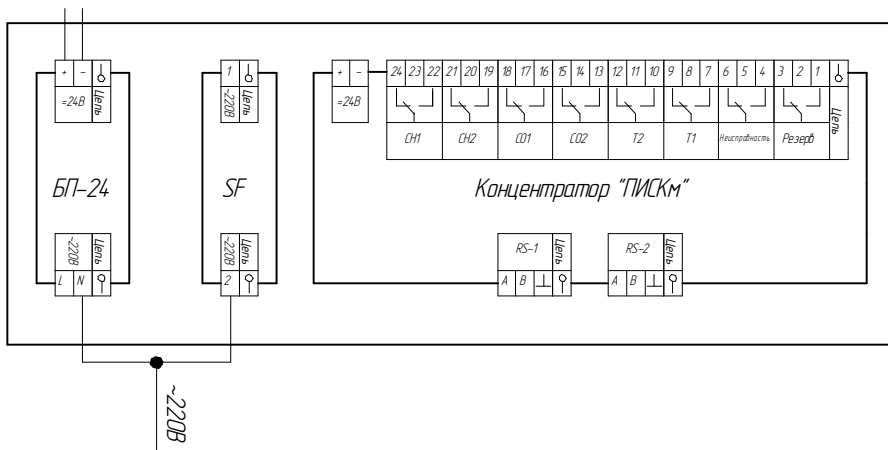 + - 1 + - 24 23 22 21 20 19 18 17 16 15 14 13 12 11 10 9 8 7 6 5 4 3 2 1
=24В Цепь ~220В Цепь =24В Цепь
СН1 СН2 СО1 СО2 Т2 Т1 Неисправность Резерв
БП-24 SF Концентратор "ПИСКм"
~220В Цепь ~220В Цепь RS-1 Цепь RS-2 Цепь
L N 2 A B A B
~220В